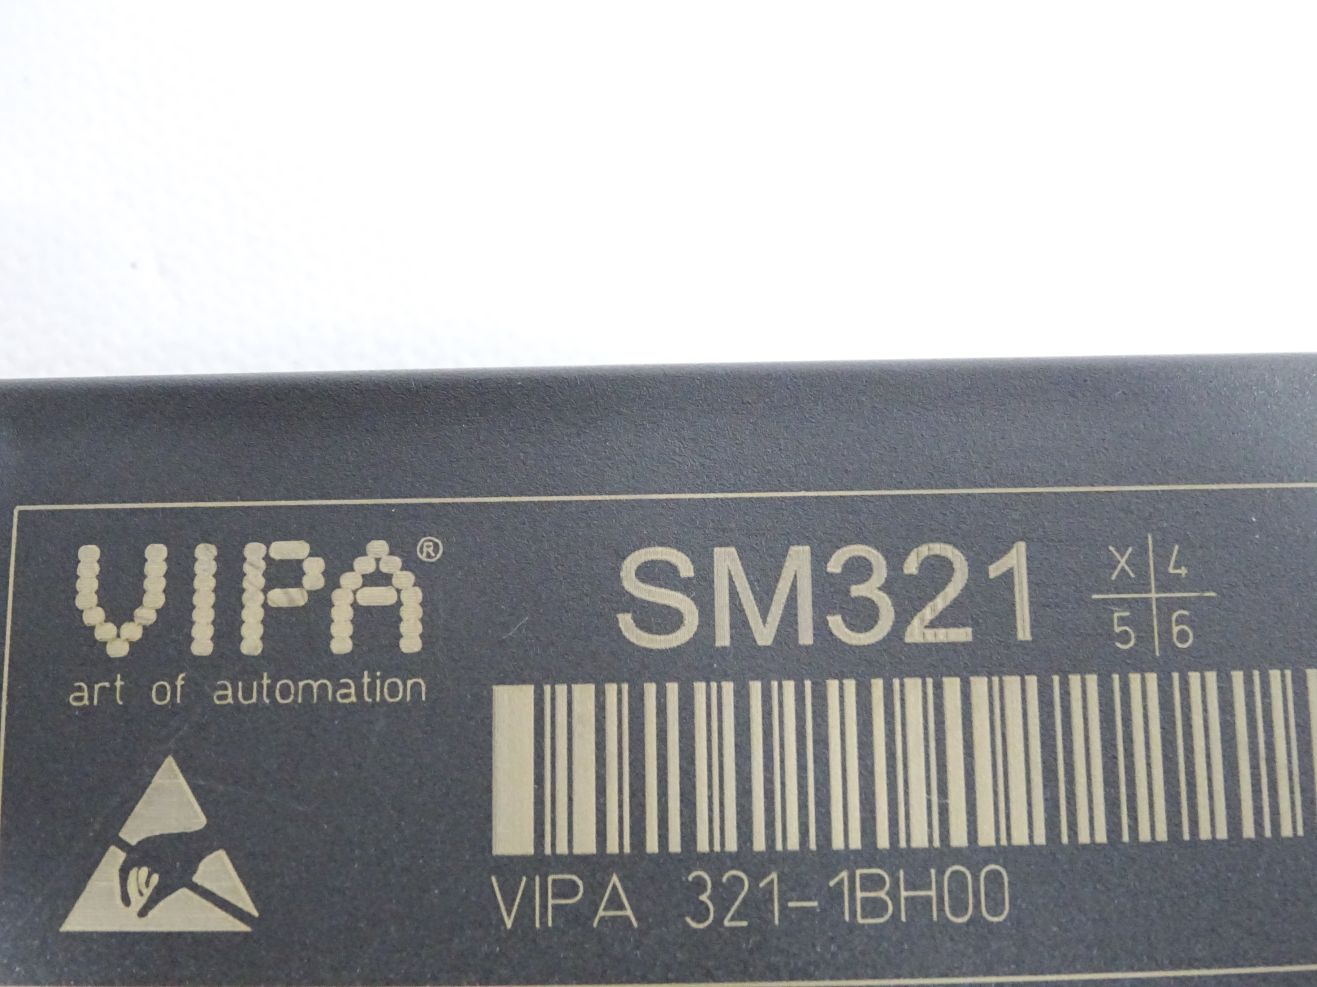 VIPA®
art of automation
SM321
X 4
5 6
VIPA 321-1BH00